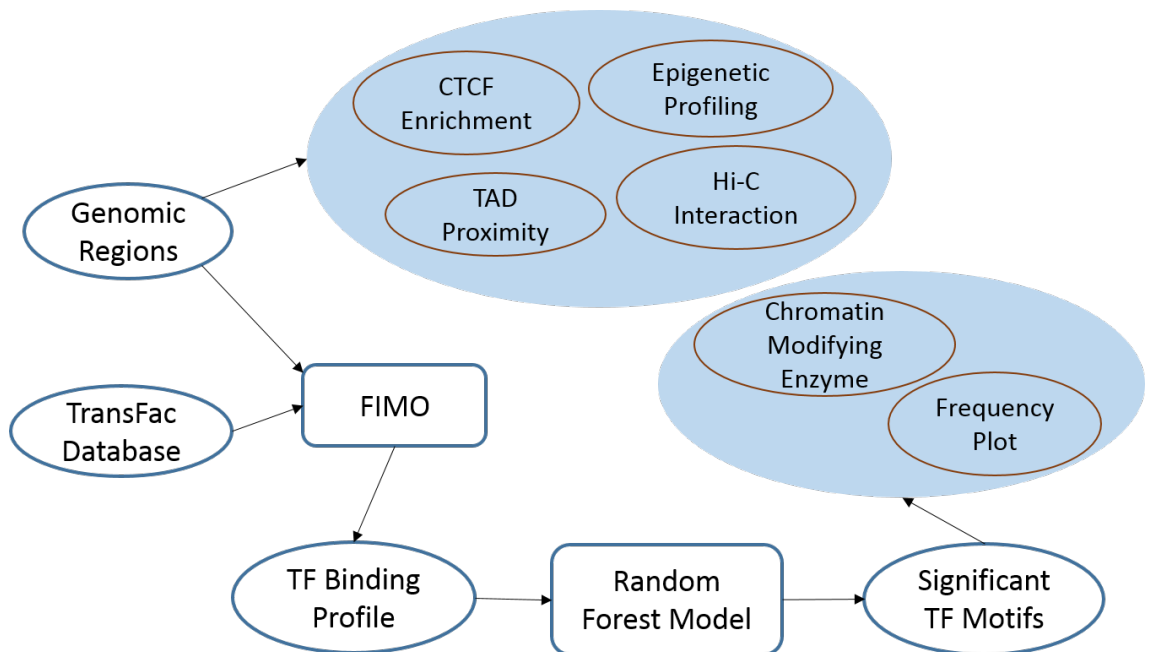 CTCF
Enrichment
Epigenetic
Profiling
TAD
Proximity
Hi-C
Interaction
Genomic
Regions
Chromatin
Modifying
Enzyme
Frequency
Plot
TransFac
Database
FIMO
TF Binding
Profile
Random
Forest Model
Significant
TF Motifs